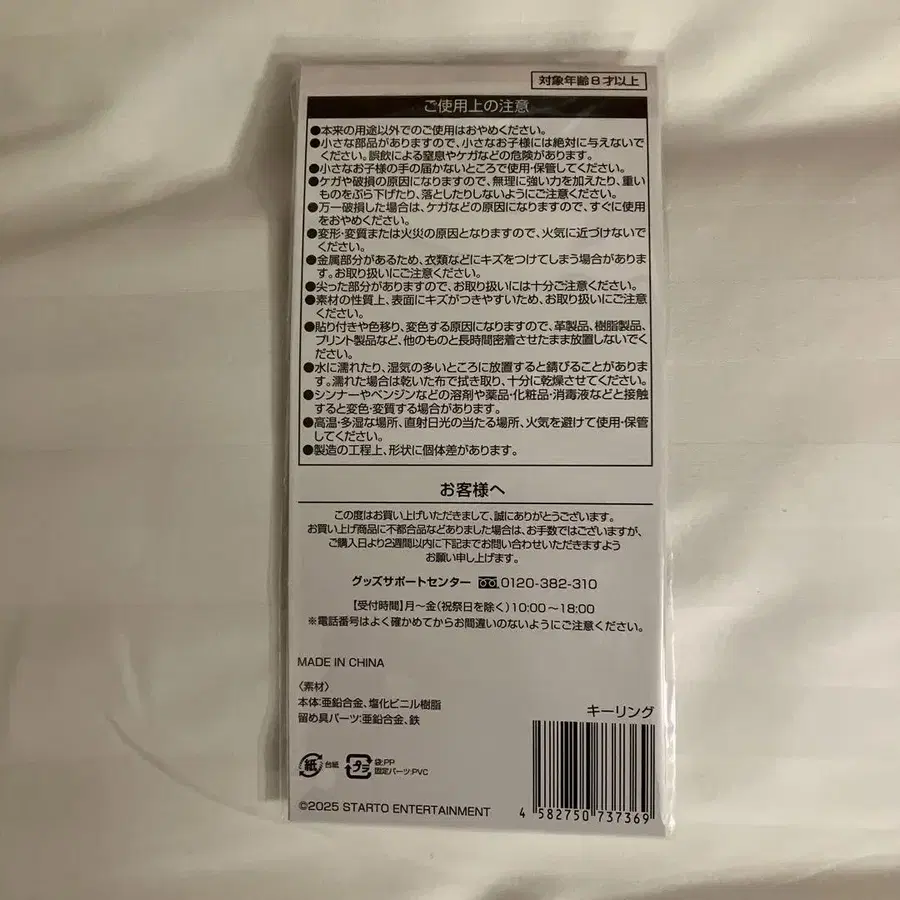 対象年齢8才以上
ご使用上の注意
●本来の用途以外でのご使用はおやめください。
●小さな部品がありますので、小さなお子様には絶対に与えないで
ください。誤飲による窒息やケガなどの危険があります。
●小さなお子様の手の届かないところで使用・保管してください。
●ケガや破損の原因になりますので、無理に強い力を加えたり、重い
ものをぶら下げたり、落としたりしないようにご注意ください。
●万一破損した場合は、ケガなどの原因になりますので、すぐに使用
をおやめください。
●変形・変質または火災の原因となりますので、火気に近づけないで
ください。
●金属部分があるため、衣類などにキズをつけてしまう場合がありま
す。お取り扱いにご注意ください。
●尖った部分がありますので、お取り扱いには十分ご注意ください。
●素材の性質上、表面にキズがつきやすいため、お取り扱いにご注意
ください。
●貼り付きや色移り、変色する原因になりますので、革製品、樹脂製品、
プリント製品など、他のものと長時間密着させたまま放置しないでく
ださい。
●水に濡れたり、湿気の多いところに放置すると錆びることがありま
す。濡れた場合は乾いた布で拭き取り、十分に乾燥させてください。
●シンナーやベンジンなどの溶剤や薬品・化粧品・消毒液などと接触
すると変色・変質する場合があります。
●高温・多湿な場所、直射日光の当たる場所、火気を避けて使用・保管
してください。
●製造の工程上、形状に個体差があります。
お客様へ
この度はお買い上げいただきまして、誠にありがとうございます。
お買い上げ商品に不都合品などありました場合は、お手数ではございますが、
ご購入日より2週間以内に下記までお問い合わせいただきますよう
お願い申し上げます。
グッズサポートセンター 0120-382-310
【受付時間】月～金(祝祭日を除く)10:00～18:00
※電話番号はよく確かめてからお間違いのないようにご注意ください。
MADE IN CHINA
〈素材〉
本体:亜鉛合金、塩化ビニル樹脂
留め具パーツ:亜鉛合金、鉄
キーリング
紙 台紙
プラ 袋:PP
固定パーツ:PVC
©2025 STARTO ENTERTAINMENT
4 582750 737369